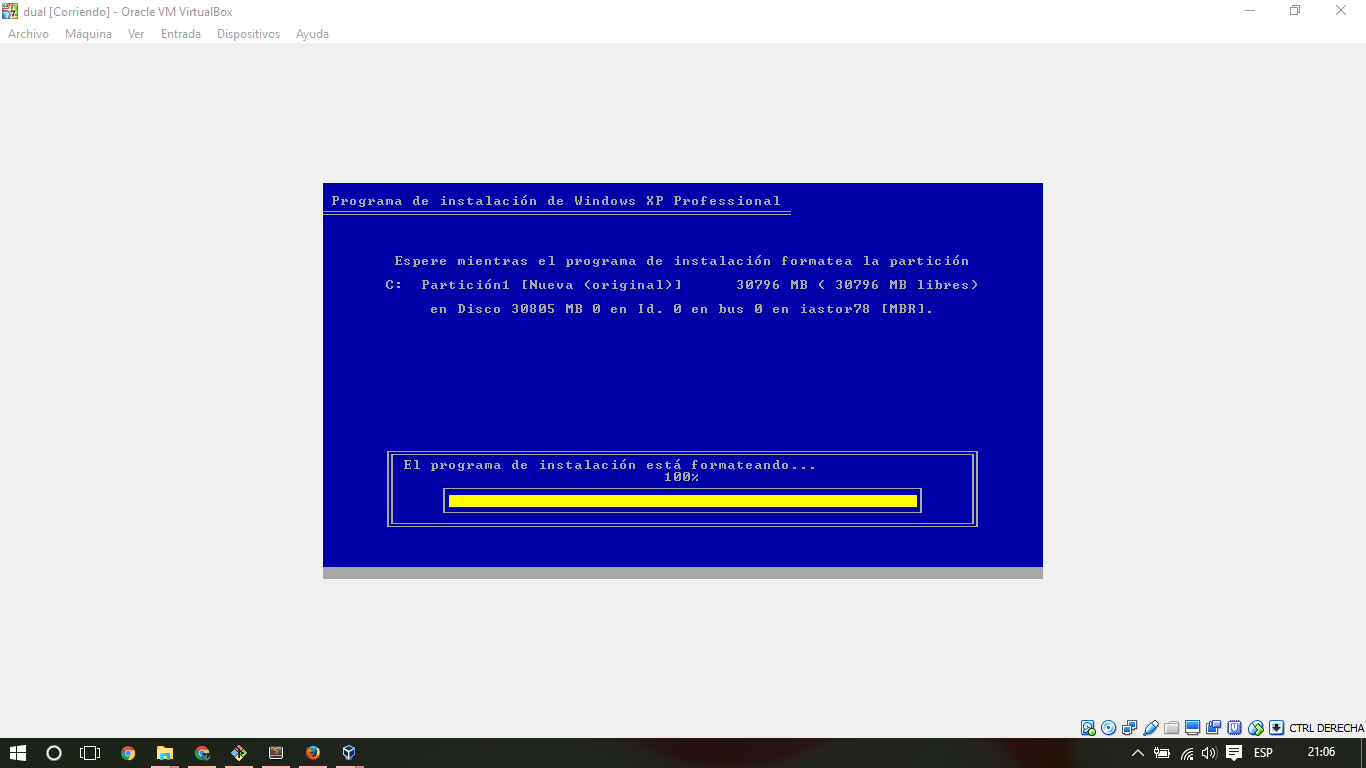 dual [Corriendo] - Oracle VM VirtualBox
Archivo Máquina Ver Entrada Dispositivos Ayuda
Programa de instalación de Windows XP Professional
Espere mientras el programa de instalación formatea la partición
C: Partición1 [Nueva (original)] 30796 MB ( 30796 MB libres)
en Disco 30805 MB 0 en Id. 0 en bus 0 en iastor78 [MBR].
El programa de instalación está formateando...
100%
CTRL DERECHA
ESP 21:06